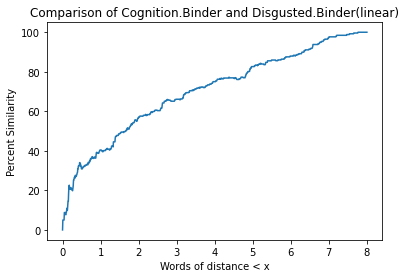 Comparison of Cognition.Binder and Disgusted.Binder(linear)
100
80
60
40
20
0
Percent Similarity
0 1 2 3 4 5 6 7 8
Words of distance < x